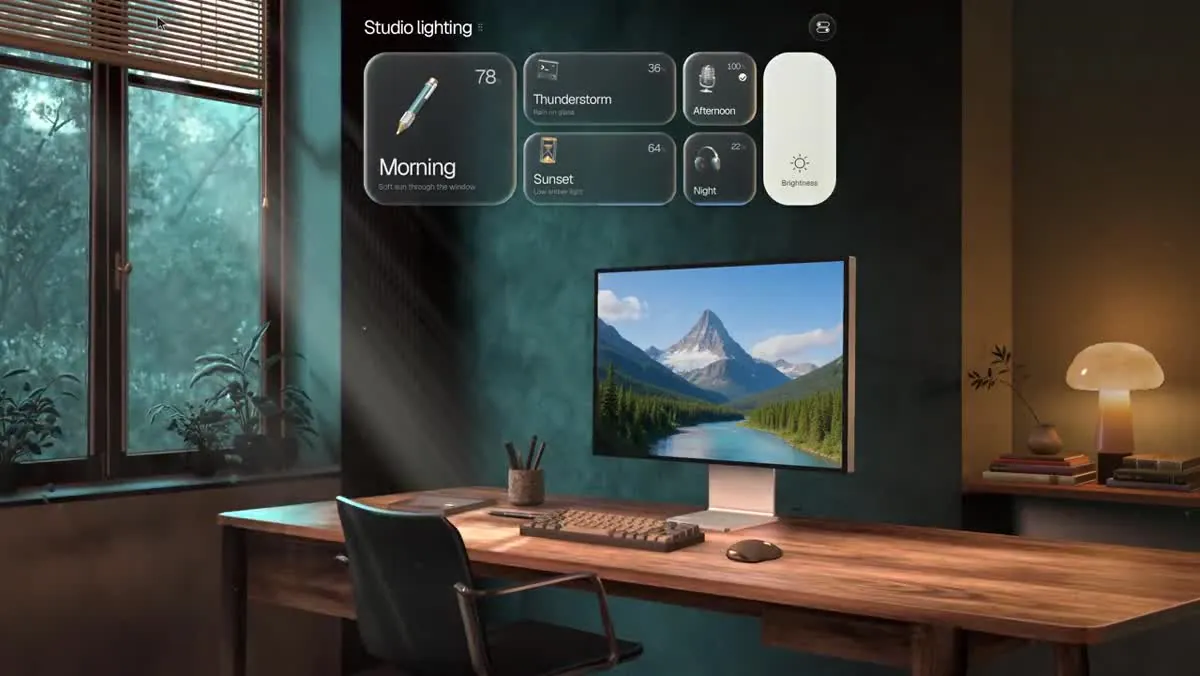 Studio lighting
78
Morning
Soft sun through the window
36%
Thunderstorm
Rain on glass
64%
Sunset
Low amber light
100%
Afternoon
22%
Night
Brightness